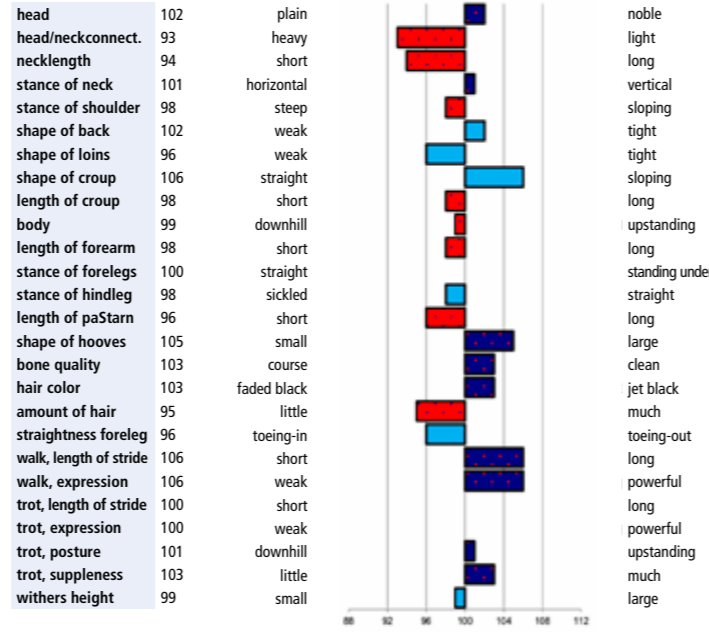 head 102 plain noble
head/neckconnect. 93 heavy light
necklength 94 short long
stance of neck 101 horizontal vertical
stance of shoulder 98 steep sloping
shape of back 102 weak tight
shape of loins 96 weak tight
shape of croup 106 straight sloping
length of croup 98 short long
body 99 downhill upstanding
length of forearm 98 short long
stance of forelegs 100 straight standing unde
stance of hindleg 98 sickled straight
length of paStarn 96 short long
shape of hooves 105 small large
bone quality 103 course clean
hair color 103 faded black jet black
amount of hair 95 little much
straightness foreleg 96 toeing-in toeing-out
walk, length of stride 106 short long
walk, expression 106 weak powerful
trot, length of stride 100 short long
trot, expression 100 weak powerful
trot, posture 101 downhill upstanding
trot, suppleness 103 little much
withers height 99 small large
88 92 96 100 104 108 112